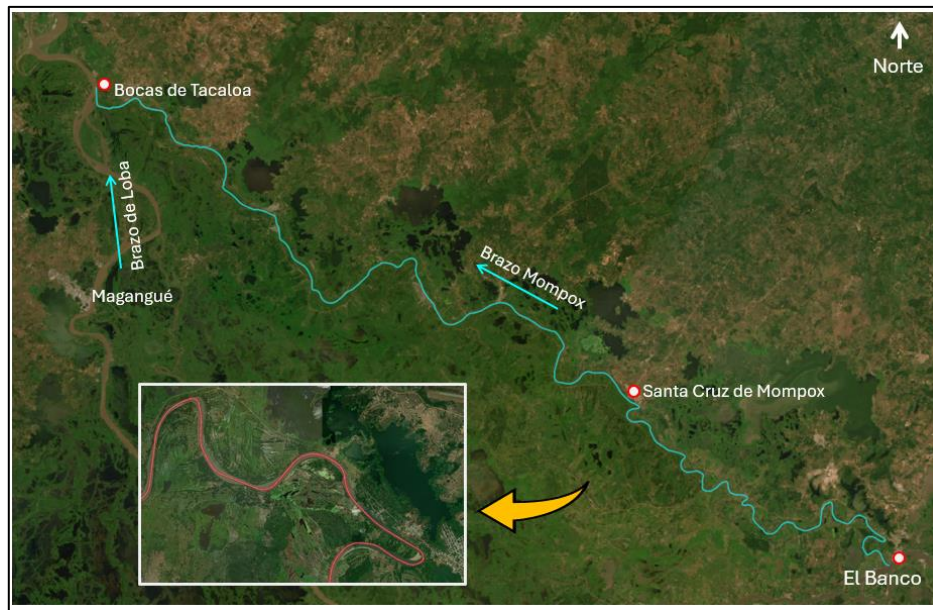 Norte
Bocas de Tacaloa
Brazo de Loba
Magangué
Brazo Mompox
Santa Cruz de Mompox
El Banco